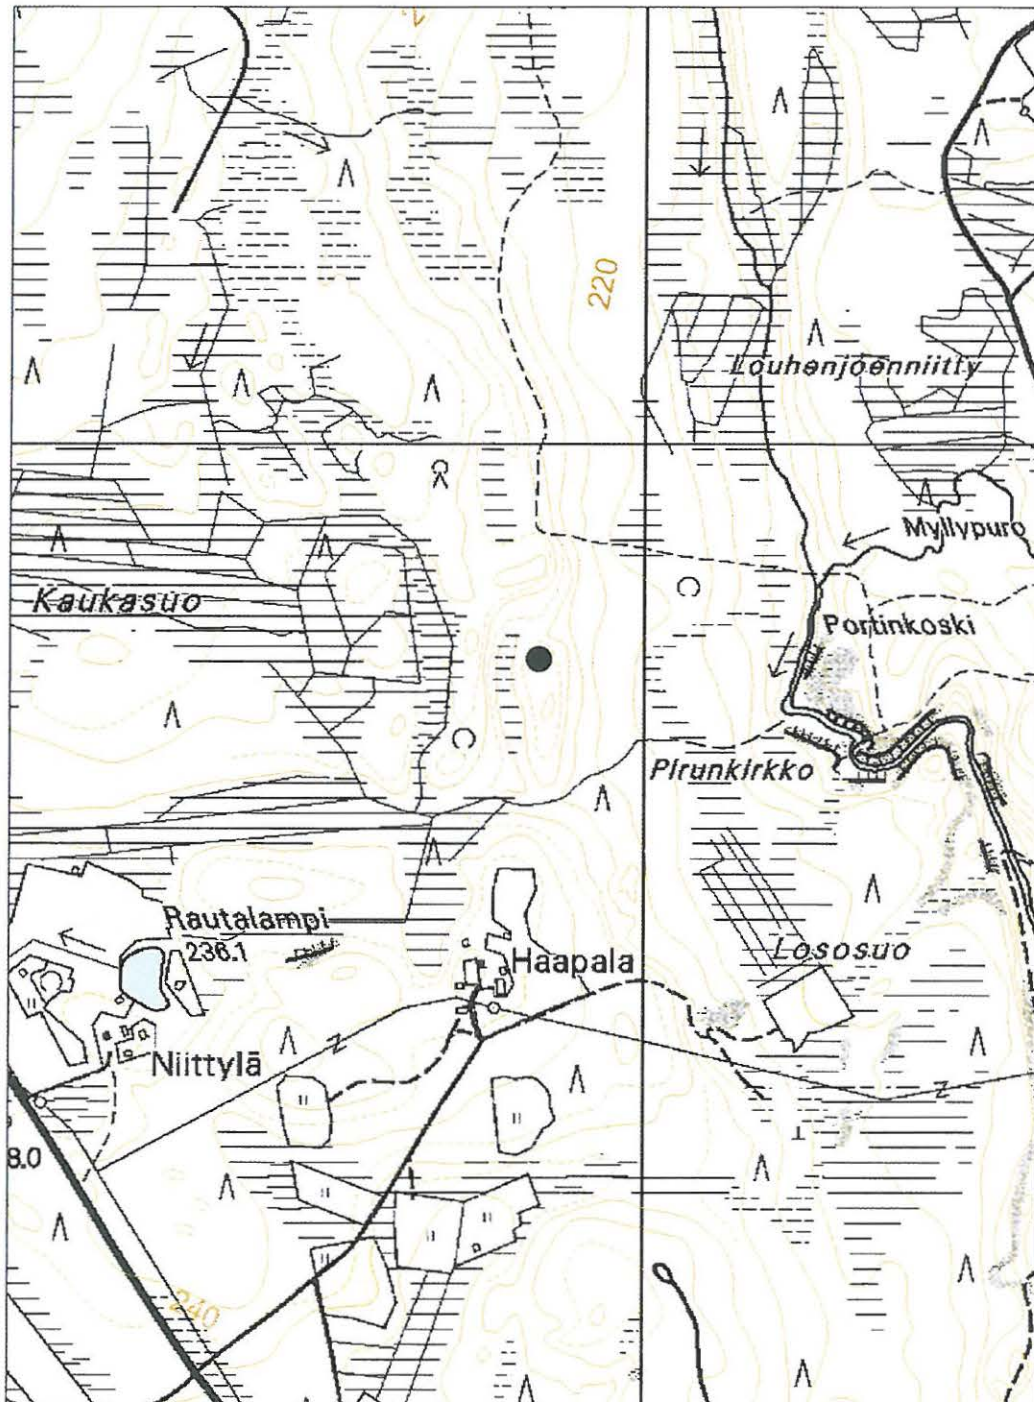 220
Louhenjoenniitty
Myllypuro
Kaukasuo
Portinkoski
Pirunkirkko
Rautalampi
236.1
Haapala
Lososuo
Niittylä
Z
Z
8.0
240